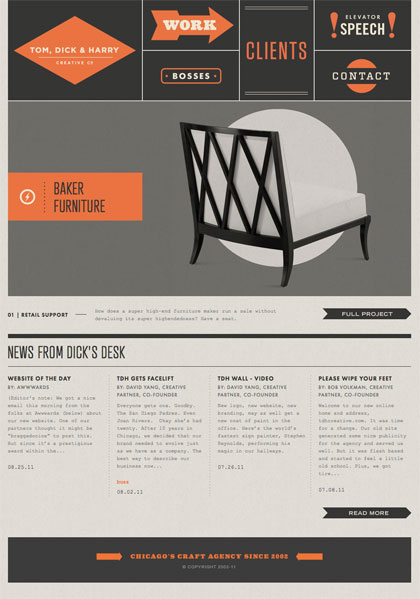 TOM, DICK & HARRY
CREATIVE CO
WORK
BOSSES
CLIENTS
ELEVATOR
SPEECH
CONTACT
BAKER
FURNITURE
01 | RETAIL SUPPORT
How does a super high-end furniture maker run a sale without
devaluing its super highendedness? Have a seat.
FULL PROJECT
NEWS FROM DICK'S DESK
WEBSITE OF THE DAY
BY: AWWWARDS
(Editor's note: We got a nice
email this morning from the
folks at Awwwards (below) about
our new website. One of our
partners thought it might be
"braggadocios" to post this.
But since it's a prestigious
award within the...
08.25.11
TDH GETS FACELIFT
BY: DAVID YANG, CREATIVE
PARTNER, CO-FOUNDER
Everyone gets one. Goodby.
The San Diego Padres. Even
Joan Rivers. Okay she's had
twenty. After 10 years in
Chicago, we decided that our
brand needed to evolve just
as we have as a company. The
best way to describe our
business now...
08.02.11
TDH WALL - VIDEO
BY: DAVID YANG, CREATIVE
PARTNER, CO-FOUNDER
New logo, new website, new
branding, may as well get a
new coat of paint in the
office. Here's the world's
fastest sign painter, Stephen
Reynolds, performing his
magic in our hallways.
07.26.11
PLEASE WIPE YOUR FEET
BY: BOB VOLKMAN, CREATIVE
PARTNER, CO-FOUNDER
Welcome to our new online
home and address,
tdhcreative.com. It was time
for a change. Our old site
generated some nice publicity
for the agency and served us
well. But it was flash based
and started to feel a little
old school. Plus, we got
tire...
07.08.11
READ MORE
CHICAGO'S CRAFT AGENCY SINCE 2002
© COPYRIGHT 2002-11